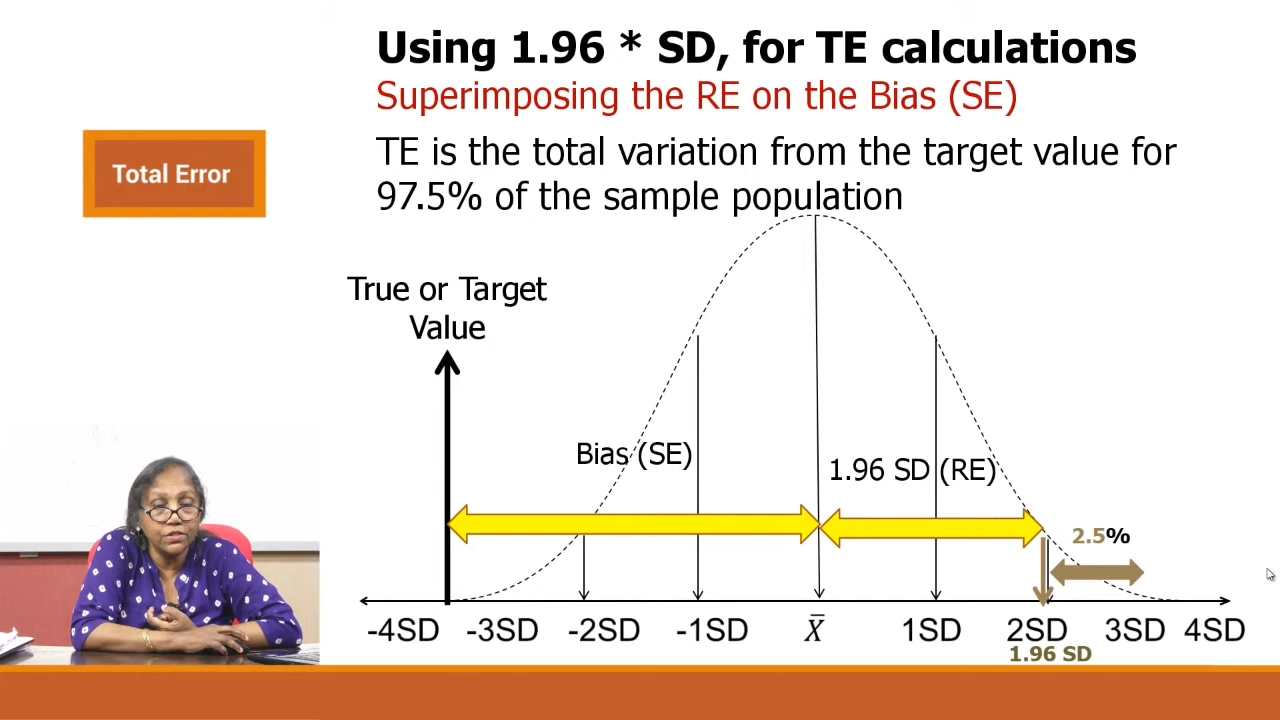 Using 1.96 * SD, for TE calculations
Superimposing the RE on the Bias (SE)
TE is the total variation from the target value for
97.5% of the sample population
Total Error
True or Target
Value
Bias (SE)
1.96 SD (RE)
2.5%
-4SD -3SD -2SD -1SD X̅ 1SD 2SD 3SD 4SD
1.96 SD